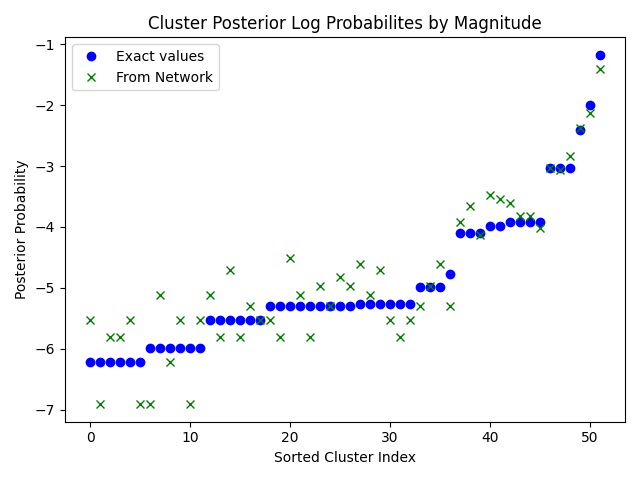 Cluster Posterior Log Probabilites by Magnitude
Exact values
From Network
Posterior Probability
−1
−2
−3
−4
−5
−6
−7
0 10 20 30 40 50
Sorted Cluster Index